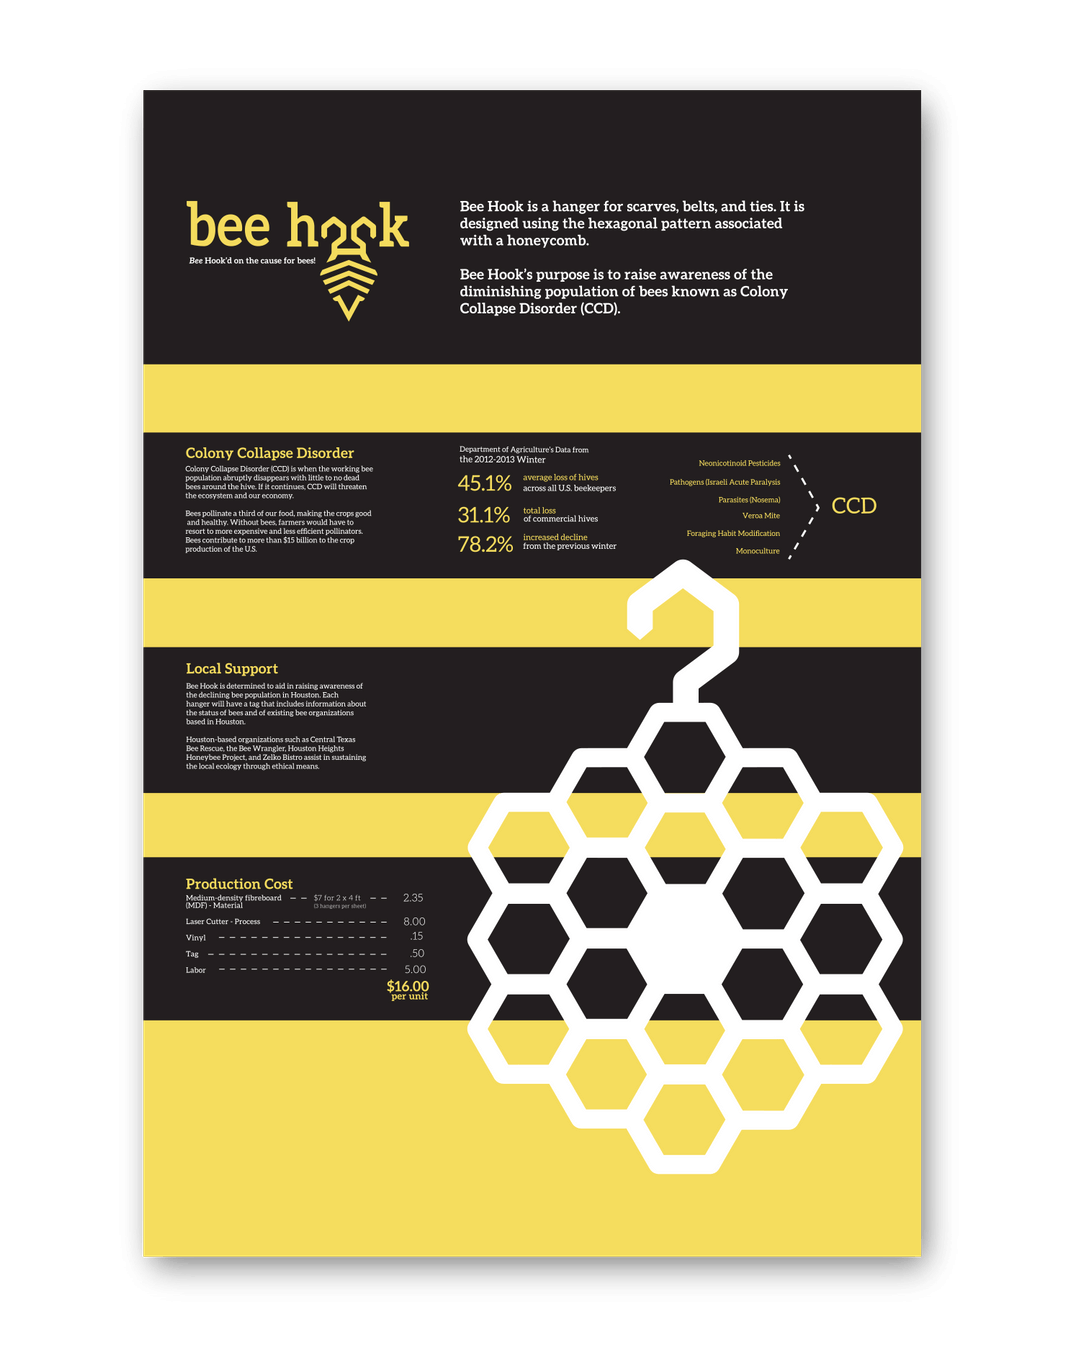 bee hook
Bee Hook'd on the cause for bees!
Bee Hook is a hanger for scarves, belts, and ties. It is
designed using the hexagonal pattern associated
with a honeycomb.
Bee Hook's purpose is to raise awareness of the
diminishing population of bees known as Colony
Collapse Disorder (CCD).
Colony Collapse Disorder
Colony Collapse Disorder (CCD) is when the working bee
population abruptly disappears with little to no dead
bees around the hive. If it continues, CCD will threaten
the ecosystem and our economy.
Bees pollinate a third of our food, making the crops good
and healthy. Without bees, farmers would have to
resort to more expensive and less efficient pollinators.
Bees contribute to more than $15 billion to the crop
production of the U.S.
Department of Agriculture's Data from
the 2012-2013 Winter
45.1% average loss of hives
across all U.S. beekeepers
31.1% total loss
of commercial hives
78.2% increased decline
from the previous winter
Neonicotinoid Pesticides
Pathogens (Israeli Acute Paralysis
Parasites (Nosema)
Veroa Mite
Foraging Habit Modification
Monoculture
CCD
Local Support
Bee Hook is determined to aid in raising awareness of
the declining bee population in Houston. Each
hanger will have a tag that includes information about
the status of bees and of existing bee organizations
based in Houston.
Houston-based organizations such as Central Texas
Bee Rescue, the Bee Wrangler, Houston Heights
Honeybee Project, and Zelko Bistro assist in sustaining
the local ecology through ethical means.
Production Cost
Medium-density fibreboard $7 for 2 x 4 ft 2.35
(MDF) - Material (3 hangers per sheet)
Laser Cutter - Process 8.00
Vinyl .15
Tag .50
Labor 5.00
$16.00
per unit